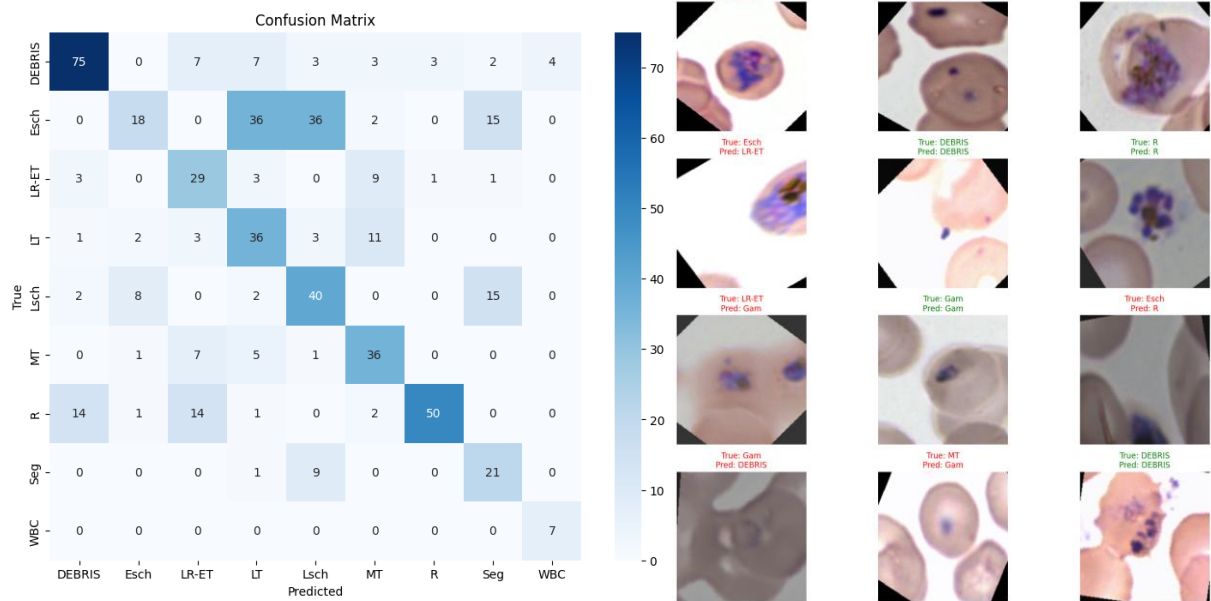 Confusion Matrix
DEBRIS 75 0 7 7 3 3 3 2 4
Esch 0 18 0 36 36 2 0 15 0
LR-ET 3 0 29 3 0 9 1 1 0
LT 1 2 3 36 3 11 0 0 0
Lsch 2 8 0 2 40 0 0 15 0
MT 0 1 7 5 1 36 0 0 0
R 14 1 14 1 0 2 50 0 0
Seg 0 0 0 1 9 0 0 21 0
WBC 0 0 0 0 0 0 0 0 7
DEBRIS Esch LR-ET LT Lsch MT R Seg WBC
Predicted
True
70
60
50
40
30
20
10
0
True: Esch
Pred: LR-ET
True: DEBRIS
Pred: DEBRIS
True: R
Pred: R
True: LR-ET
Pred: Gam
True: Gam
Pred: Gam
True: Esch
Pred: R
True: Gam
Pred: DEBRIS
True: MT
Pred: Gam
True: DEBRIS
Pred: DEBRIS